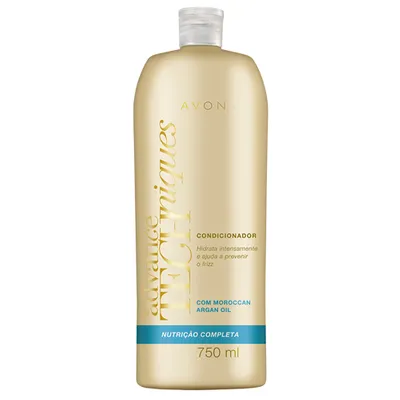 AVON
advance
TECHniques
CONDICIONADOR
Hidrata intensamente
e ajuda a prevenir
o frizz
COM MOROCCAN
ARGAN OIL
NUTRIÇÃO COMPLETA
750 ml